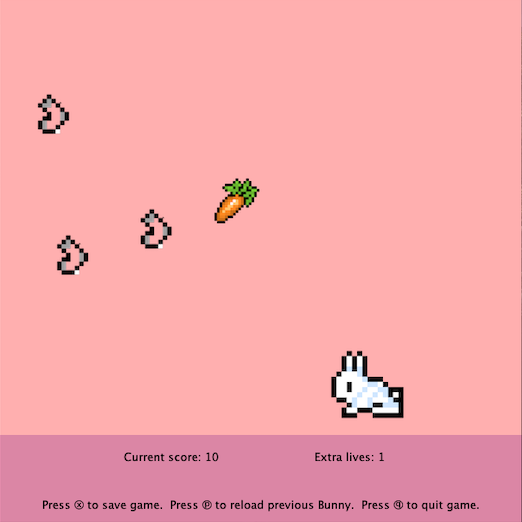 Current score: 10 Extra lives: 1
Press ⓧ to save game. Press ⓟ to reload previous Bunny. Press ⓠ to quit game.